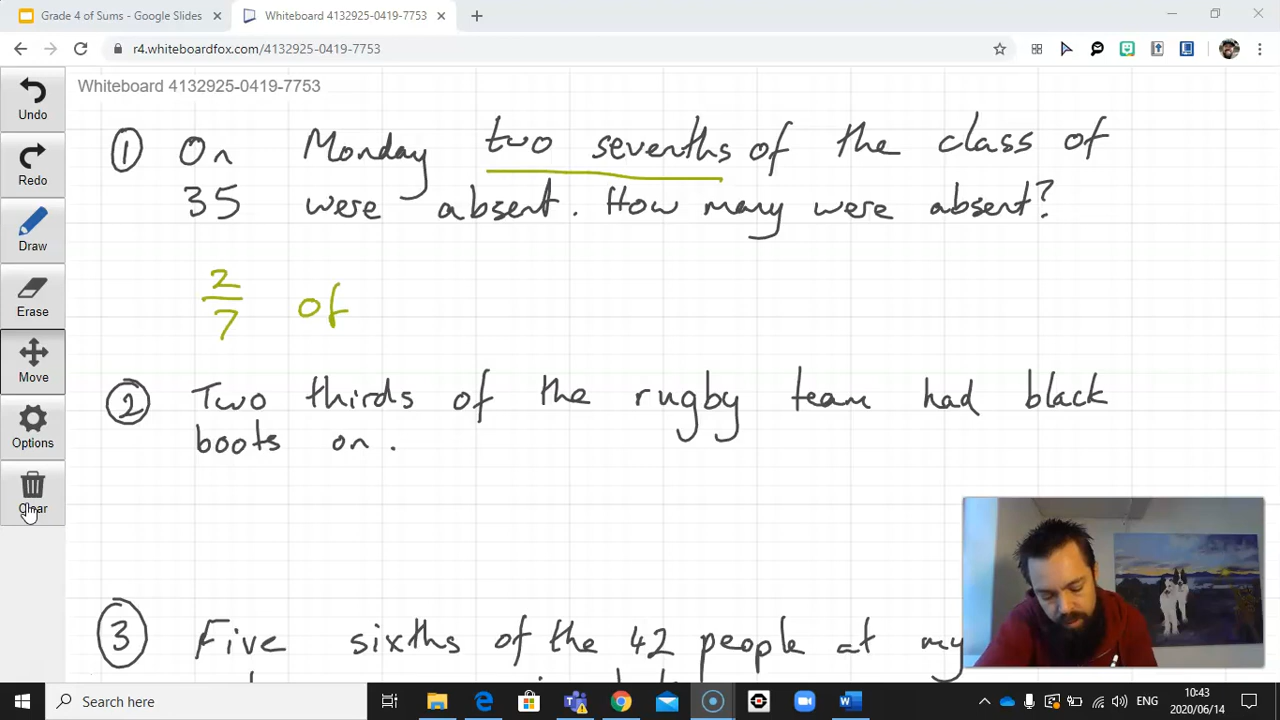 Grade 4 of Sums - Google Slides
Whiteboard 4132925-0419-7753
r4.whiteboardfox.com/4132925-0419-7753
Whiteboard 4132925-0419-7753
Undo
Redo
Draw
Erase
Move
Options
Clear
① On Monday two sevenths of the class of
35 were absent. How many were absent?
2/7 of
② Two thirds of the rugby team had black
boots on.
③ Five sixths of the 42 people at my
Search here
ENG
10:43
2020/06/14